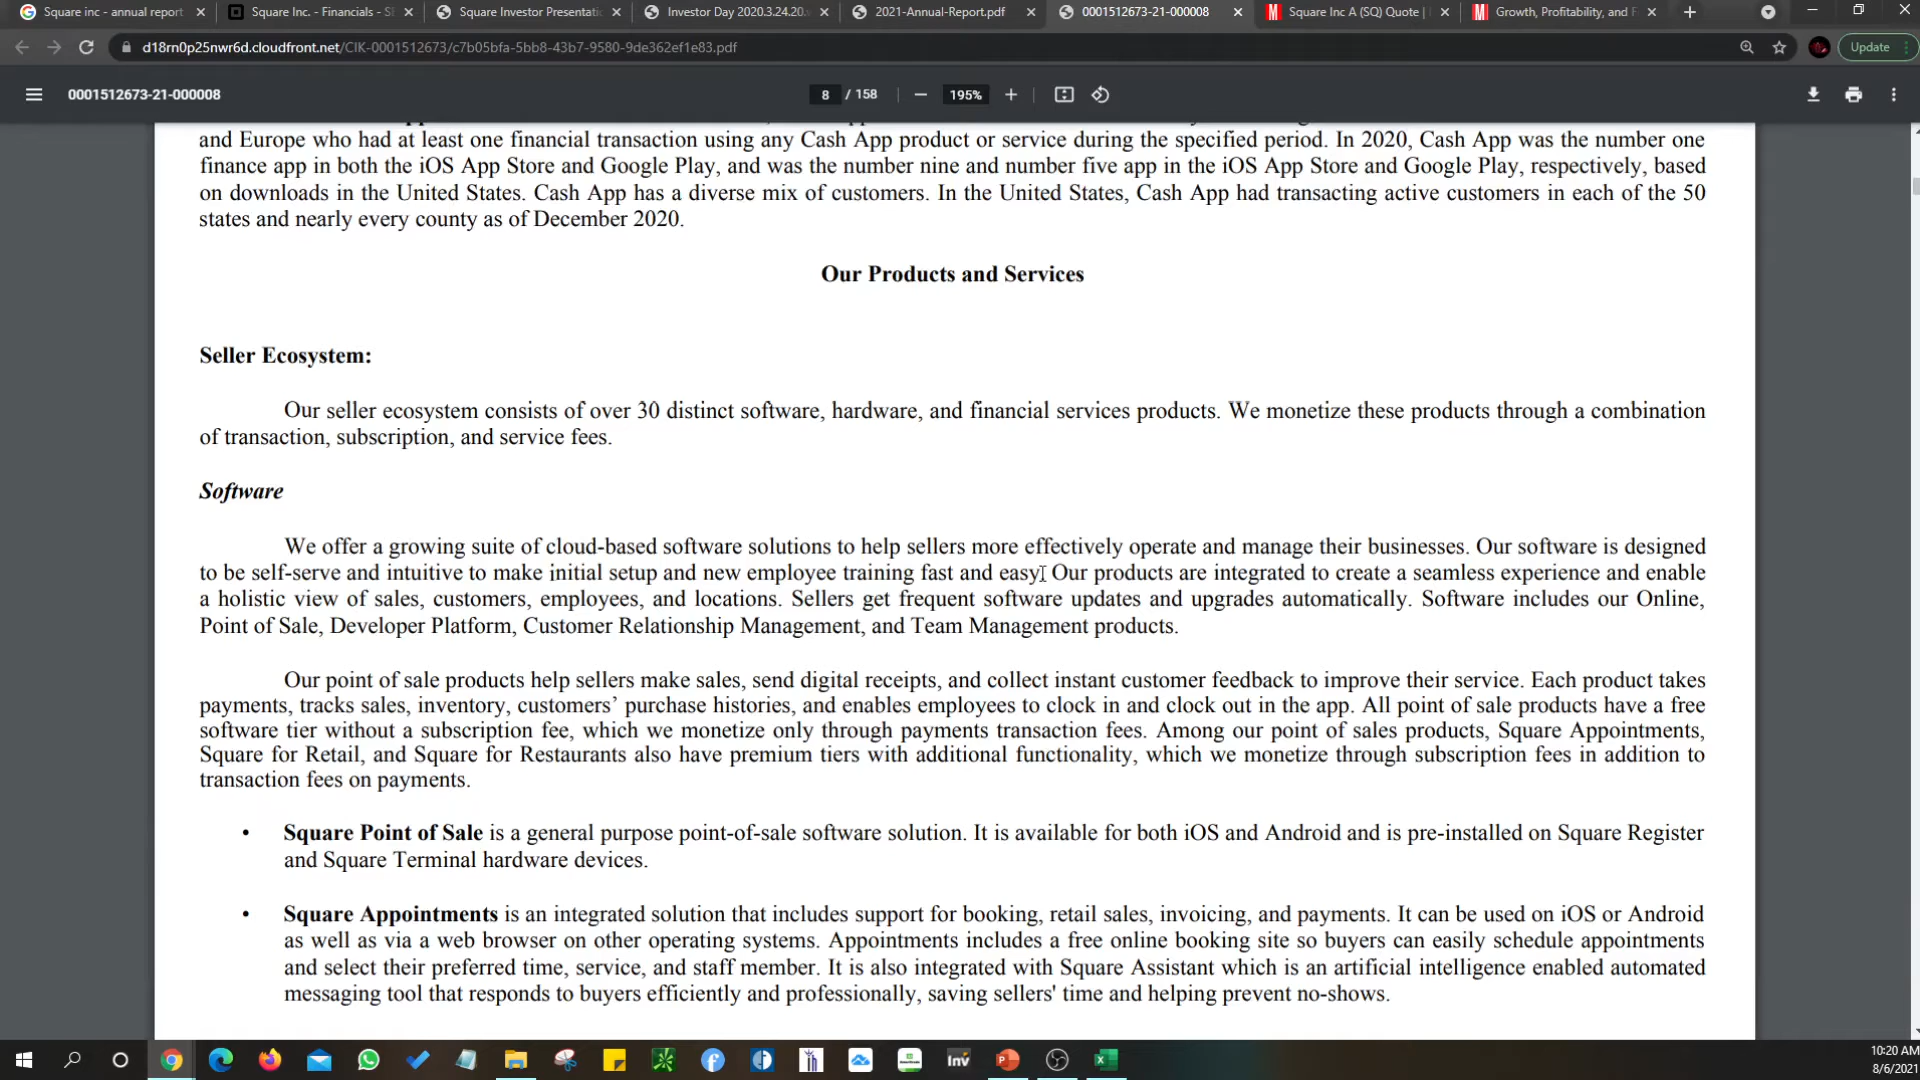 Square inc - annual report
Square Inc. - Financials - SE
Square Investor Presentatio
Investor Day 2020.3.24.20.
2021-Annual-Report.pdf
0001512673-21-000008
Square Inc A (SQ) Quote |
Growth, Profitability, and F
d18rn0p25nwr6d.cloudfront.net/CIK-0001512673/c7b05bfa-5bb8-43b7-9580-9de362ef1e83.pdf
Update
0001512673-21-000008
8 / 158
195%
and Europe who had at least one financial transaction using any Cash App product or service during the specified period. In 2020, Cash App was the number one
finance app in both the iOS App Store and Google Play, and was the number nine and number five app in the iOS App Store and Google Play, respectively, based
on downloads in the United States. Cash App has a diverse mix of customers. In the United States, Cash App had transacting active customers in each of the 50
states and nearly every county as of December 2020.
Our Products and Services
Seller Ecosystem:
Our seller ecosystem consists of over 30 distinct software, hardware, and financial services products. We monetize these products through a combination
of transaction, subscription, and service fees.
Software
We offer a growing suite of cloud-based software solutions to help sellers more effectively operate and manage their businesses. Our software is designed
to be self-serve and intuitive to make initial setup and new employee training fast and easy. Our products are integrated to create a seamless experience and enable
a holistic view of sales, customers, employees, and locations. Sellers get frequent software updates and upgrades automatically. Software includes our Online,
Point of Sale, Developer Platform, Customer Relationship Management, and Team Management products.
Our point of sale products help sellers make sales, send digital receipts, and collect instant customer feedback to improve their service. Each product takes
payments, tracks sales, inventory, customers’ purchase histories, and enables employees to clock in and clock out in the app. All point of sale products have a free
software tier without a subscription fee, which we monetize only through payments transaction fees. Among our point of sales products, Square Appointments,
Square for Retail, and Square for Restaurants also have premium tiers with additional functionality, which we monetize through subscription fees in addition to
transaction fees on payments.
• Square Point of Sale is a general purpose point-of-sale software solution. It is available for both iOS and Android and is pre-installed on Square Register
and Square Terminal hardware devices.
• Square Appointments is an integrated solution that includes support for booking, retail sales, invoicing, and payments. It can be used on iOS or Android
as well as via a web browser on other operating systems. Appointments includes a free online booking site so buyers can easily schedule appointments
and select their preferred time, service, and staff member. It is also integrated with Square Assistant which is an artificial intelligence enabled automated
messaging tool that responds to buyers efficiently and professionally, saving sellers' time and helping prevent no-shows.
Inv
10:20 AM
8/6/2021